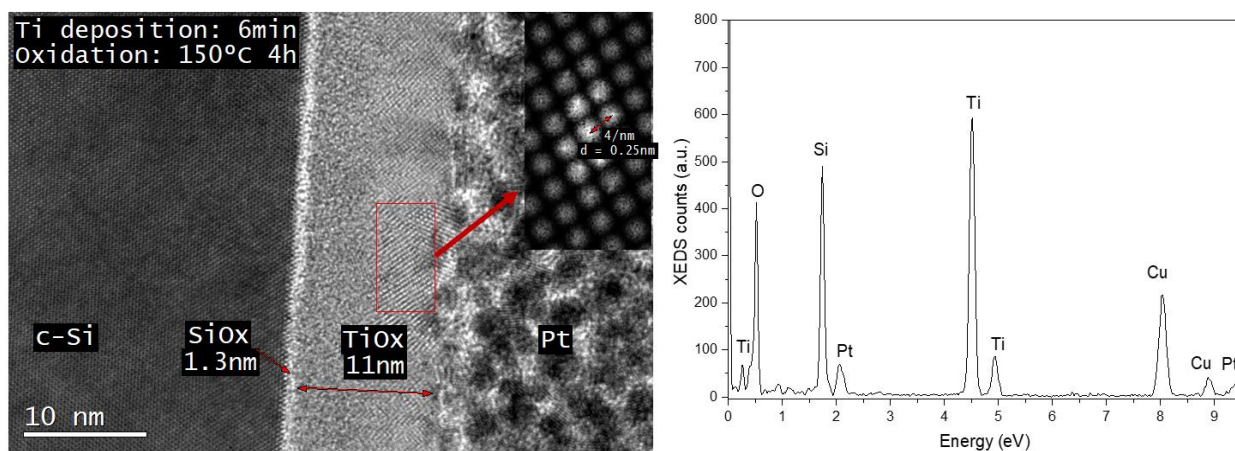 Ti deposition: 6min
Oxidation: 150ºC 4h
4/nm
d = 0.25nm
c-Si
SiOx
1.3nm
TiOx
11nm
Pt
10 nm
XEDS counts (a.u.)
800
700
600
500
400
300
200
100
0
Ti
O
Si
Pt
Ti
Ti
Cu
Cu
Pt
0 1 2 3 4 5 6 7 8 9
Energy (eV)